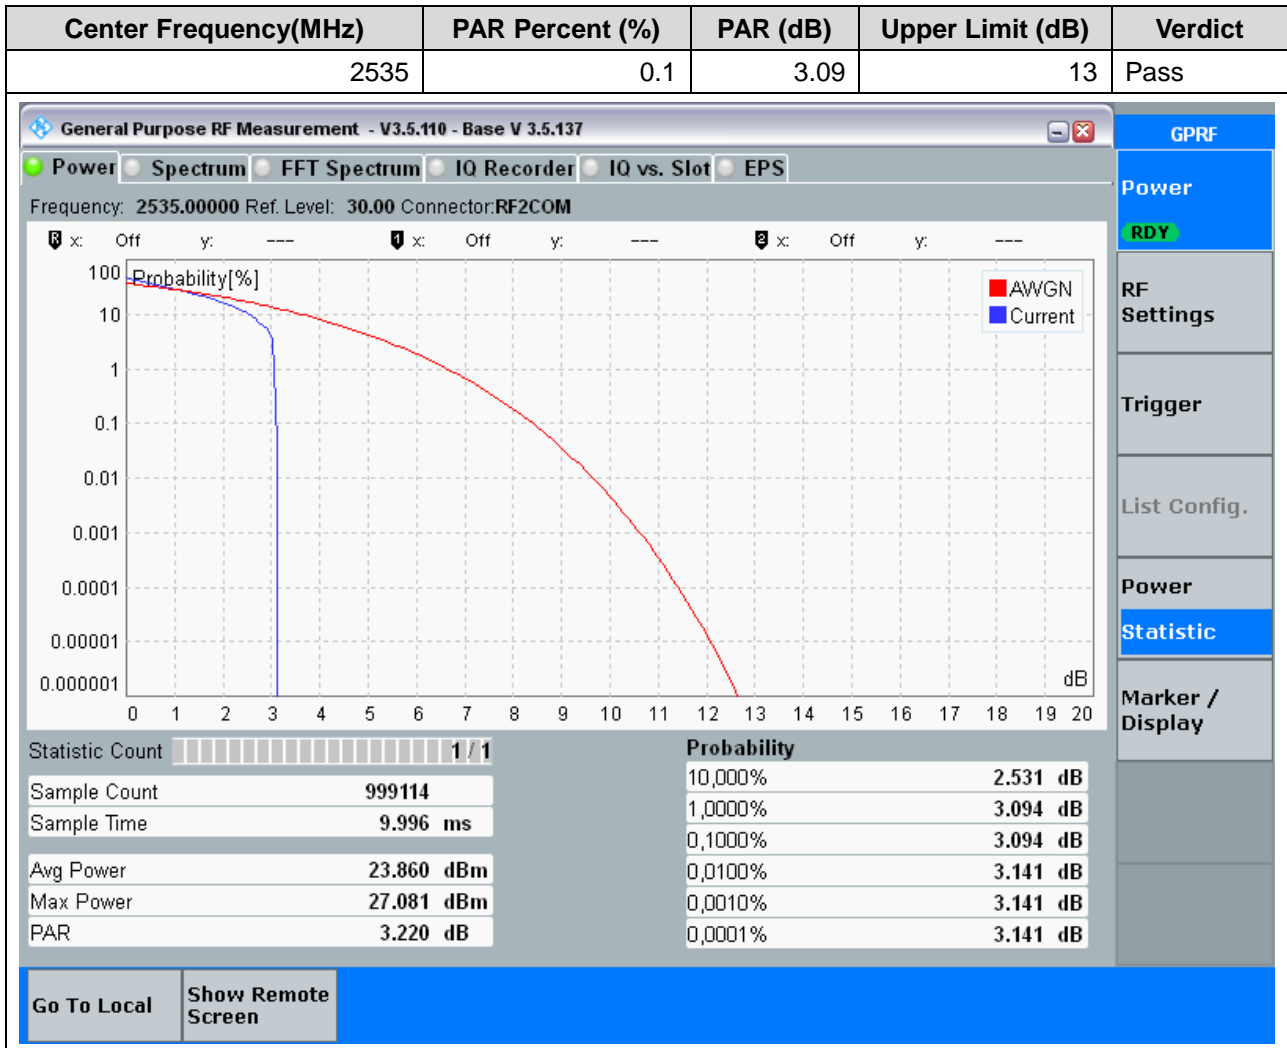 Center Frequency(MHz) PAR Percent (%) PAR (dB) Upper Limit (dB) Verdict
2535 0.1 3.09 13 Pass
General Purpose RF Measurement - V3.5.110 - Base V 3.5.137
GPRF
Power Spectrum FFT Spectrum IQ Recorder IQ vs. Slot EPS
Frequency: 2535.00000 Ref. Level: 30.00 Connector:RF2COM
R x: Off y: --- 1 x: Off y: --- 2 x: Off y: ---
Probability[%]
AWGN
Current
100
10
1
0.1
0.01
0.001
0.0001
0.00001
0.000001
dB
0 1 2 3 4 5 6 7 8 9 10 11 12 13 14 15 16 17 18 19 20
Statistic Count 1 / 1
Sample Count 999114
Sample Time 9.996 ms
Avg Power 23.860 dBm
Max Power 27.081 dBm
PAR 3.220 dB
Probability
10,000% 2.531 dB
1,0000% 3.094 dB
0,1000% 3.094 dB
0,0100% 3.141 dB
0,0010% 3.141 dB
0,0001% 3.141 dB
Power
RDY
RF
Settings
Trigger
List Config.
Power
Statistic
Marker /
Display
Go To Local
Show Remote
Screen